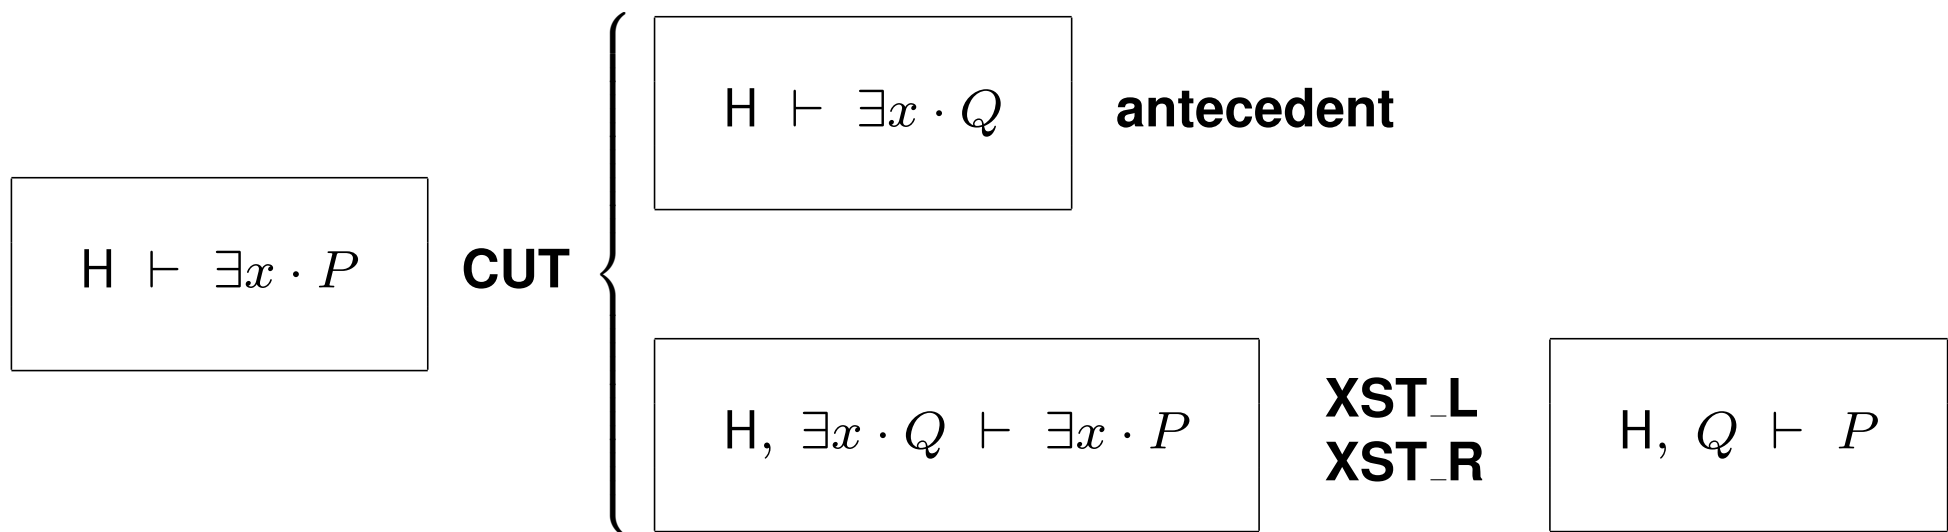 H ⊢ ∃x · Q antecedent
H ⊢ ∃x · P CUT
H, ∃x · Q ⊢ ∃x · P XST_L XST_R H, Q ⊢ P